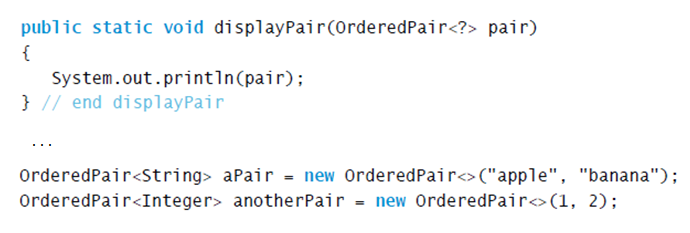 public static void displayPair(OrderedPair<?> pair)
{
System.out.println(pair);
} // end displayPair
...
OrderedPair<String> aPair = new OrderedPair<>("apple", "banana");
OrderedPair<Integer> anotherPair = new OrderedPair<>(1, 2);